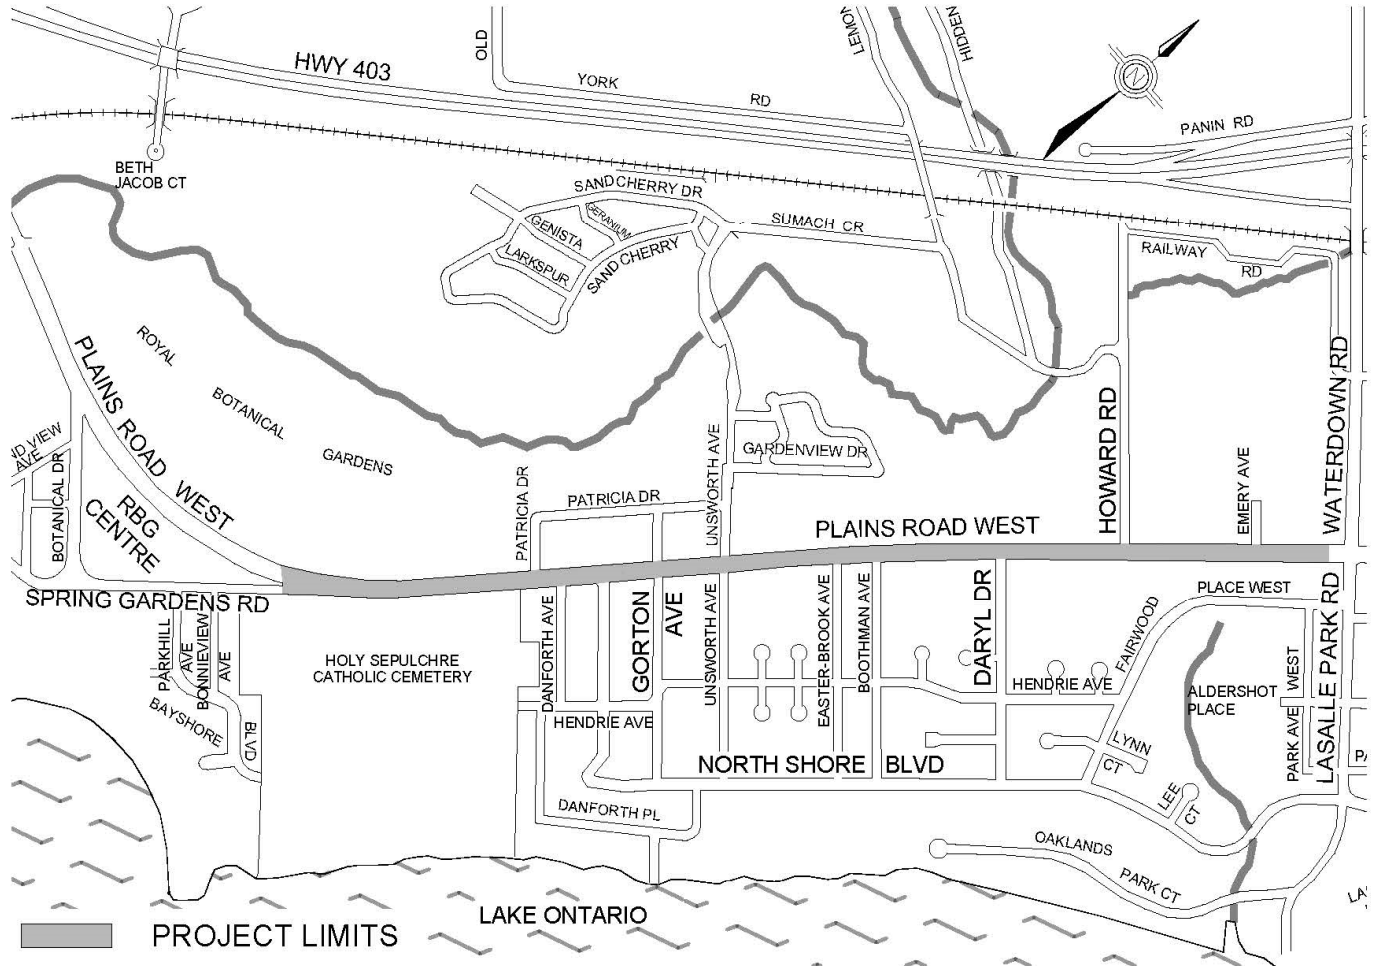 OLD
LEMON
HIDDEN
HWY 403
YORK
RD
N
PANIN RD
BETH
JACOB CT
SANDCHERRY DR
GERANIUM
GENISTA
SUMACH CR
LARKSPUR
SANDCHERRY
RAILWAY
RD
ROYAL
BOTANICAL
GARDENS
PLAINS ROAD WEST
WATERDOWN RD
HOWARD RD
ND VIEW
AVE
BOTANICAL DR
RBG
CENTRE
GARDENVIEW DR
PATRICIA DR
PATRICIA DR
UNSWORTH AVE
EMERY AVE
PLAINS ROAD WEST
SPRING GARDENS RD
PARKHILL
AVE
BONNIEVIEW
AVE
BAYSHORE
BLVD
HOLY SEPULCHRE
CATHOLIC CEMETERY
DANFORTH AVE
GORTON
AVE
UNSWORTH AVE
EASTER-BROOK AVE
BOOTHMAN AVE
DARYL DR
FAIRWOOD
PLACE WEST
HENDRIE AVE
HENDRIE AVE
ALDERSHOT
PLACE
PARK AVE WEST
LASALLE PARK RD
LYNN
CT
LEE
CT
NORTH SHORE BLVD
PA
DANFORTH PL
OAKLANDS
PARK CT
LA
LAKE ONTARIO
PROJECT LIMITS